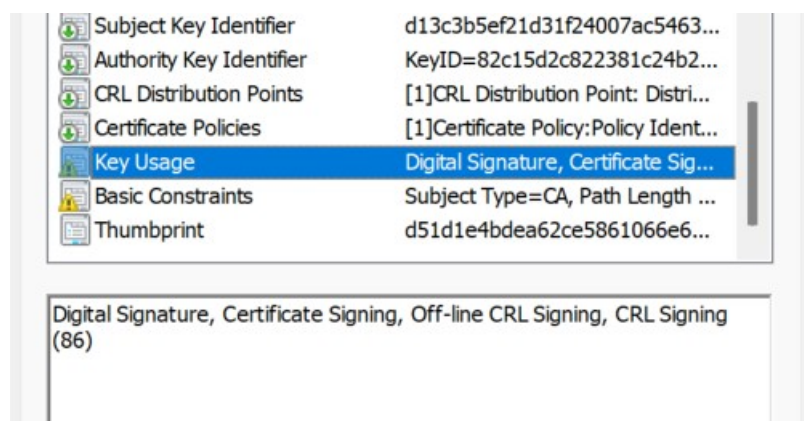 Subject Key Identifier d13c3b5ef21d31f24007ac5463...
Authority Key Identifier KeyID=82c15d2c822381c24b2...
CRL Distribution Points [1]CRL Distribution Point: Distri...
Certificate Policies [1]Certificate Policy:Policy Ident...
Key Usage Digital Signature, Certificate Sig...
Basic Constraints Subject Type=CA, Path Length ...
Thumbprint d51d1e4bdea62ce5861066e6...
Digital Signature, Certificate Signing, Off-line CRL Signing, CRL Signing
(86)